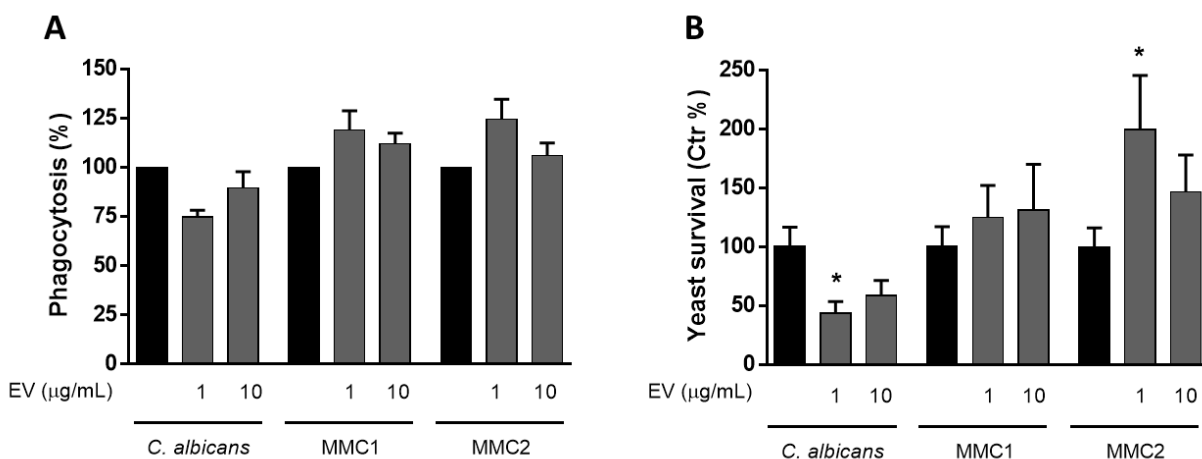 A
Phagocytosis (%)
150
125
100
75
50
25
0
EV (μg/mL) 1 10 1 10 1 10
C. albicans MMC1 MMC2
B
Yeast survival (Ctr %)
250
200
150
100
50
0
* *
EV (μg/mL) 1 10 1 10 1 10
C. albicans MMC1 MMC2